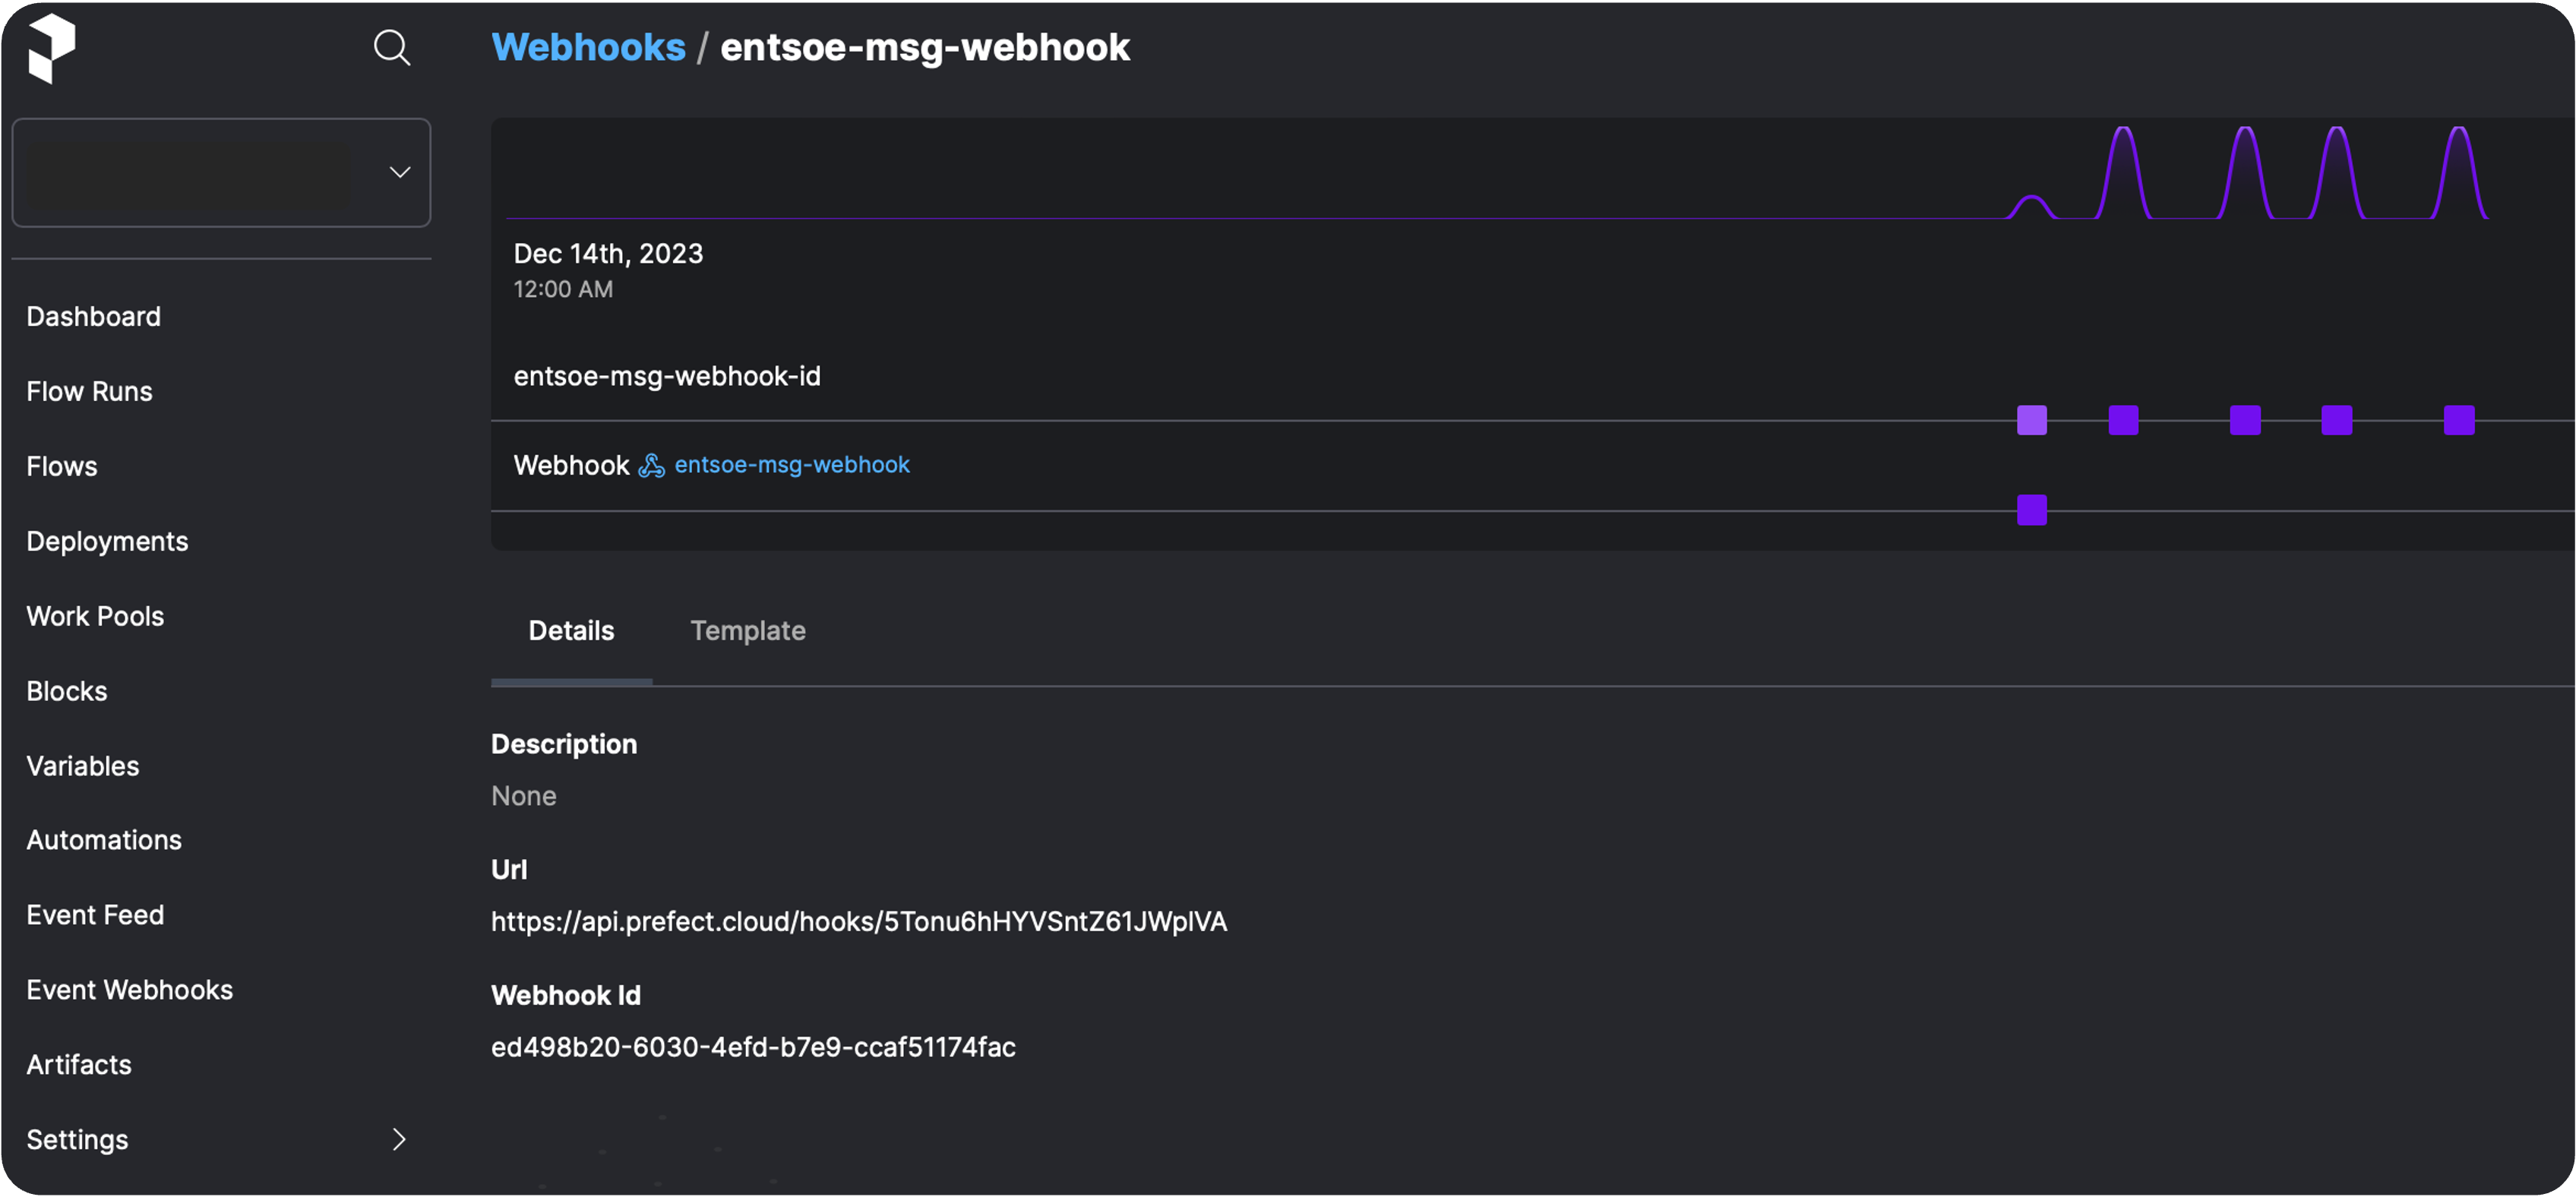 Webhooks / entsoe-msg-webhook
Dec 14th, 2023
12:00 AM
entsoe-msg-webhook-id
Webhook entsoe-msg-webhook
Dashboard
Flow Runs
Flows
Deployments
Work Pools
Blocks
Variables
Automations
Event Feed
Event Webhooks
Artifacts
Settings
Details Template
Description
None
Url
https://api.prefect.cloud/hooks/5Tonu6hHYVSntZ61JWplVA
Webhook Id
ed498b20-6030-4efd-b7e9-ccaf51174fac